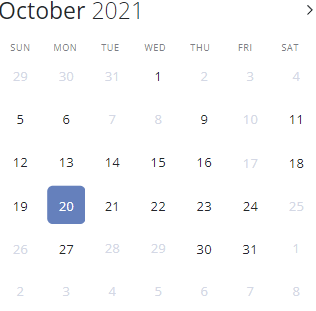 October 2021
SUN MON TUE WED THU FRI SAT
29 30 31 1 2 3 4
5 6 7 8 9 10 11
12 13 14 15 16 17 18
19 20 21 22 23 24 25
26 27 28 29 30 31 1
2 3 4 5 6 7 8